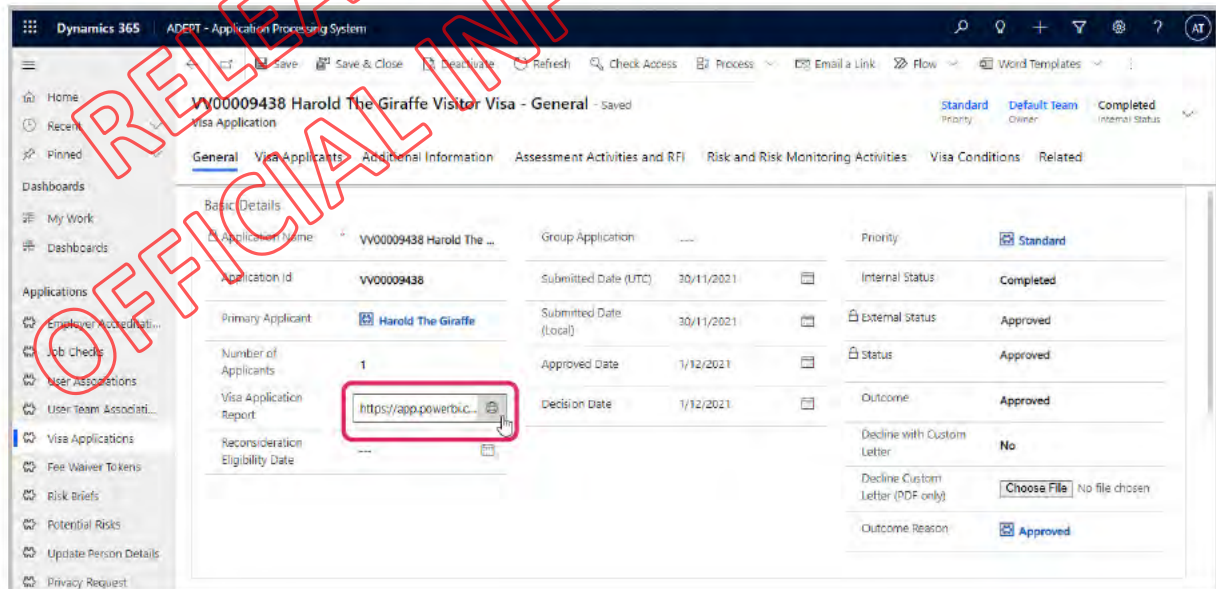 Dynamics 365 ADEPT - Application Processing System AT
Save Save & Close Deactivate Refresh Check Access Process Email a Link Flow Word Templates
Home
Recent
Pinned
Dashboards
My Work
Dashboards
Applications
Employer Accreditati...
Job Checks
User Associations
User Team Associati...
Visa Applications
Fee Waiver Tokens
Risk Briefs
Potential Risks
Update Person Details
Privacy Request
VV00009438 Harold The Giraffe Visitor Visa - General - Saved
Visa Application
Standard
Priority
Default Team
Owner
Completed
Internal Status
General Visa Applicants Additional Information Assessment Activities and RFI Risk and Risk Monitoring Activities Visa Conditions Related
Basic Details
Application Name * VV00009438 Harold The ...
Application Id VV00009438
Primary Applicant Harold The Giraffe
Number of
Applicants 1
Visa Application
Report https://app.powerbi.c...
Reconsideration
Eligibility Date ---
Group Application ---
Submitted Date (UTC) 30/11/2021
Submitted Date
(Local) 30/11/2021
Approved Date 1/12/2021
Decision Date 1/12/2021
Priority Standard
Internal Status Completed
External Status Approved
Status Approved
Outcome Approved
Decline with Custom
Letter No
Decline Custom
Letter (PDF only) Choose File No file chosen
Outcome Reason Approved
RELEA
OFFICIAL INF